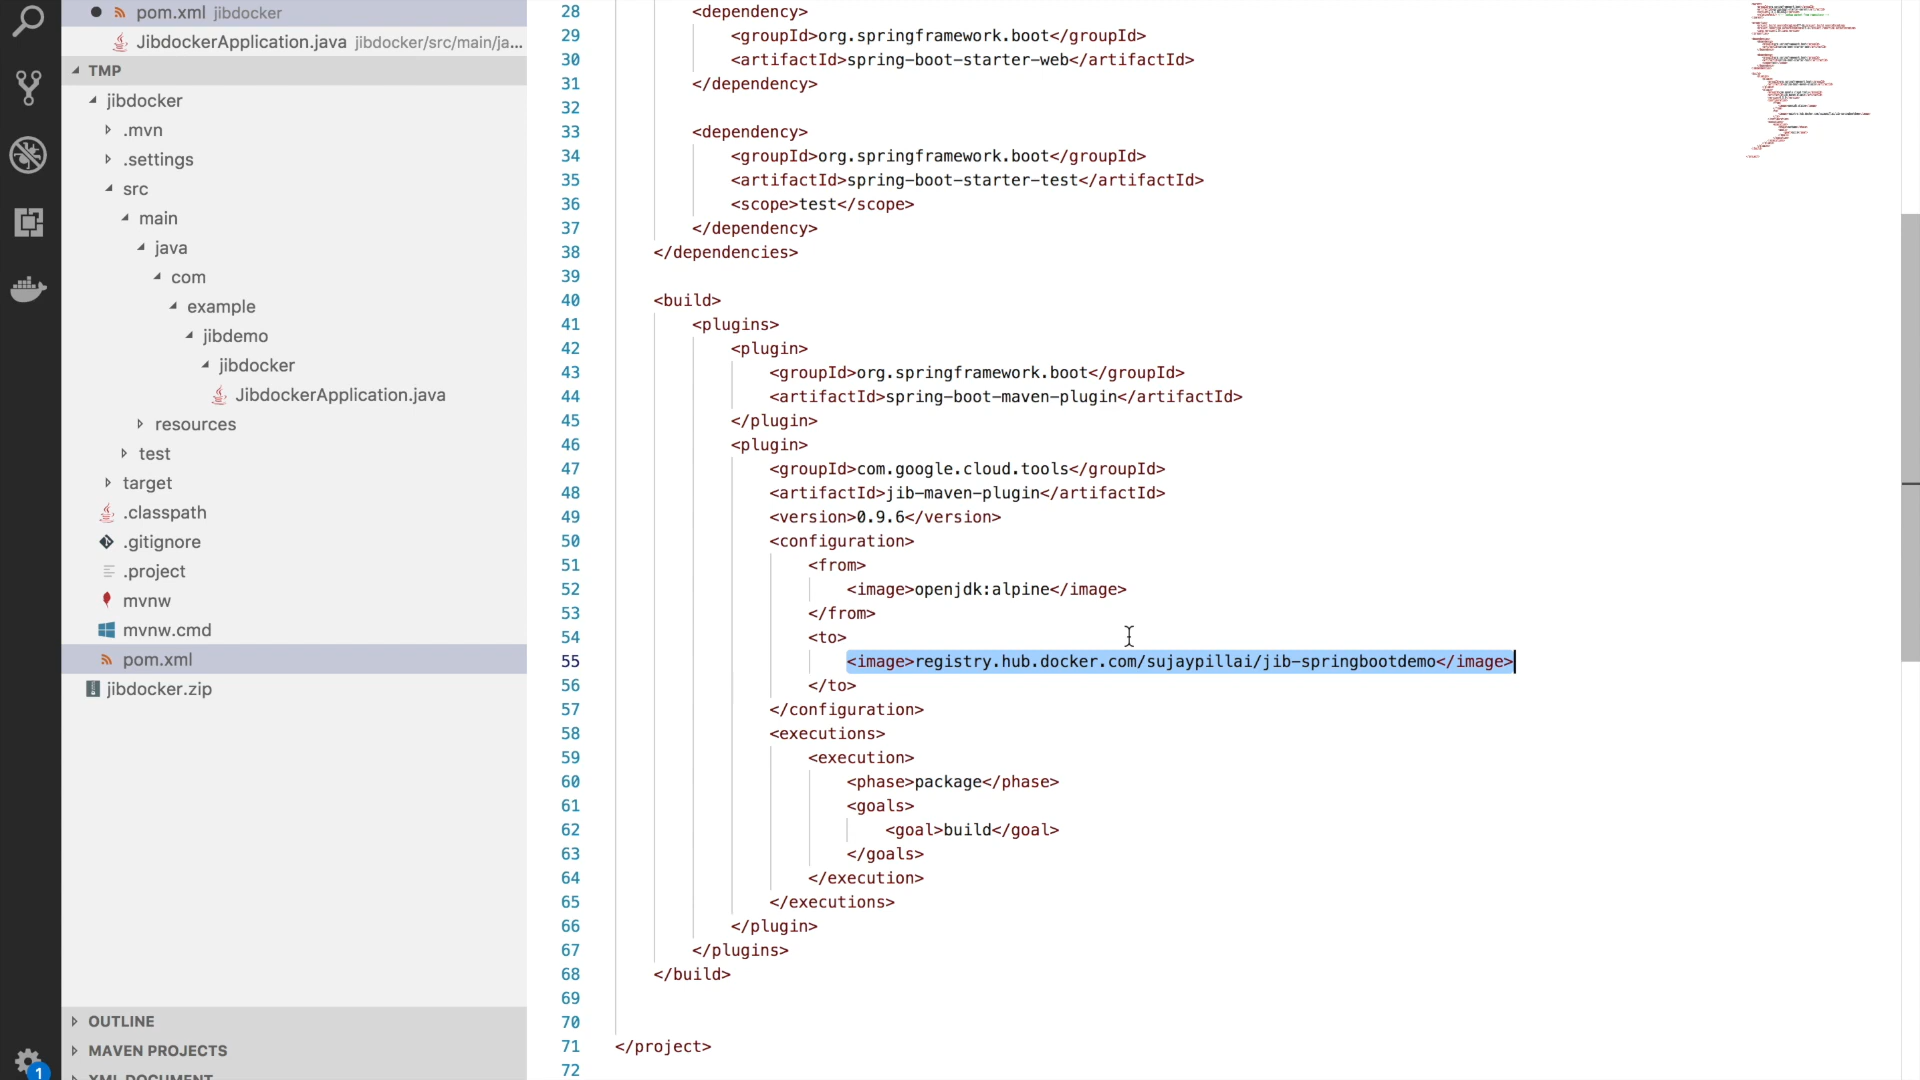 pom.xml jibdocker
JibdockerApplication.java jibdocker/src/main/ja...
TMP
jibdocker
.mvn
.settings
src
main
java
com
example
jibdemo
jibdocker
JibdockerApplication.java
resources
test
target
.classpath
.gitignore
.project
mvnw
mvnw.cmd
pom.xml
jibdocker.zip
OUTLINE
MAVEN PROJECTS
XML DOCUMENT
1
28 <dependency>
29 <groupId>org.springframework.boot</groupId>
30 <artifactId>spring-boot-starter-web</artifactId>
31 </dependency>
32
33 <dependency>
34 <groupId>org.springframework.boot</groupId>
35 <artifactId>spring-boot-starter-test</artifactId>
36 <scope>test</scope>
37 </dependency>
38 </dependencies>
39
40 <build>
41 <plugins>
42 <plugin>
43 <groupId>org.springframework.boot</groupId>
44 <artifactId>spring-boot-maven-plugin</artifactId>
45 </plugin>
46 <plugin>
47 <groupId>com.google.cloud.tools</groupId>
48 <artifactId>jib-maven-plugin</artifactId>
49 <version>0.9.6</version>
50 <configuration>
51 <from>
52 <image>openjdk:alpine</image>
53 </from>
54 <to>
55 <image>registry.hub.docker.com/sujaypillai/jib-springbootdemo</image>
56 </to>
57 </configuration>
58 <executions>
59 <execution>
60 <phase>package</phase>
61 <goals>
62 <goal>build</goal>
63 </goals>
64 </execution>
65 </executions>
66 </plugin>
67 </plugins>
68 </build>
69
70
71 </project>
72